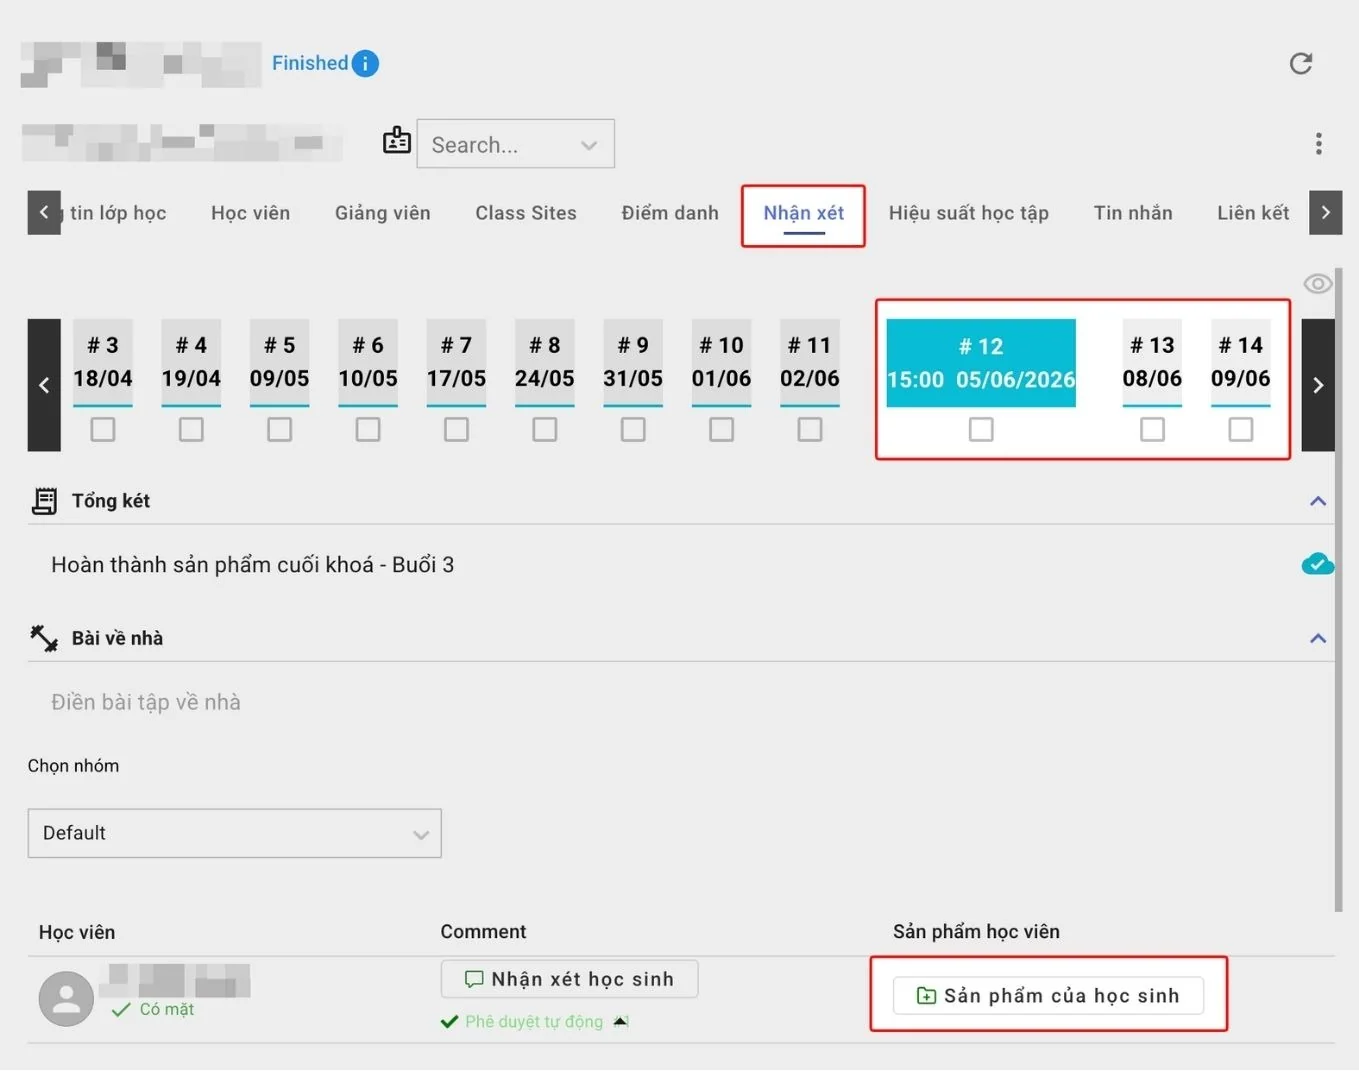 Finished
Search...
tin lớp học Học viên Giảng viên Class Sites Điểm danh Nhận xét Hiệu suất học tập Tin nhắn Liên kết
# 3 # 4 # 5 # 6 # 7 # 8 # 9 # 10 # 11 # 12 # 13 # 14
18/04 19/04 09/05 10/05 17/05 24/05 31/05 01/06 02/06 15:00 05/06/2026 08/06 09/06
Tổng kết
Hoàn thành sản phẩm cuối khoá - Buổi 3
Bài về nhà
Điền bài tập về nhà
Chọn nhóm
Default
Học viên Comment Sản phẩm học viên
Nhận xét học sinh Sản phẩm của học sinh
Có mặt
Phê duyệt tự động